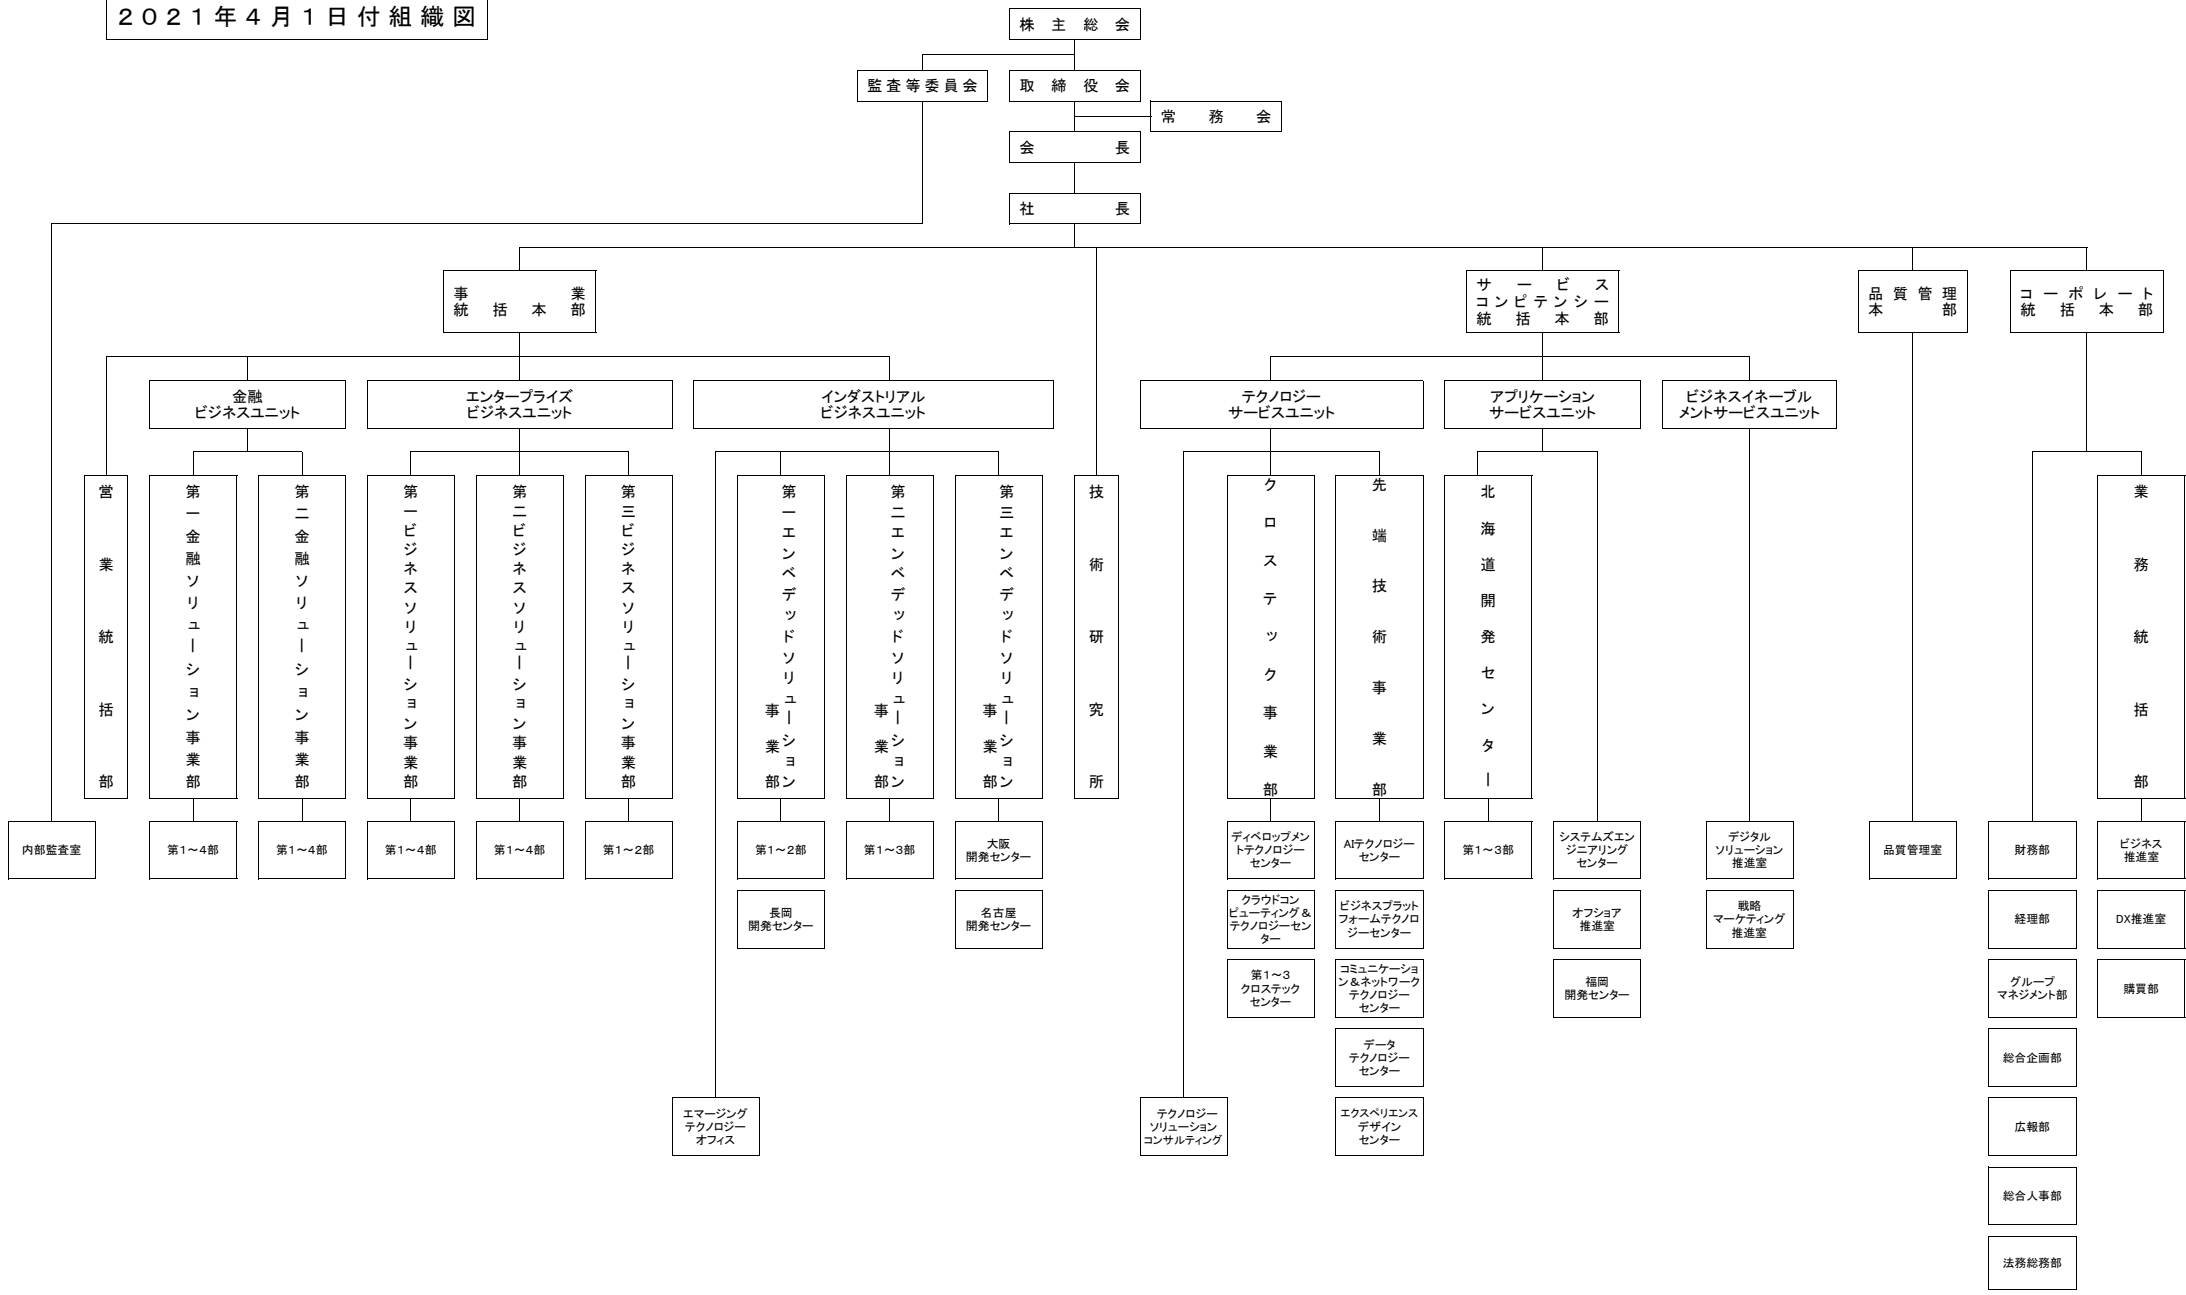 ２０２１年４月１日付組織図
株主総会
監査等委員会
取締役会
常務会
会長
社長
事業
統括本部
サービス
コンピテンシー
統括本部
品質管理
本部
コーポレート
統括本部
金融
ビジネスユニット
エンタープライズ
ビジネスユニット
インダストリアル
ビジネスユニット
テクノロジー
サービスユニット
アプリケーション
サービスユニット
ビジネスイネーブル
メントサービスユニット
営業統括部
第一金融ソリューション事業部
第二金融ソリューション事業部
第一ビジネスソリューション事業部
第二ビジネスソリューション事業部
第三ビジネスソリューション事業部
第一エンベデッドソリューション
事業部
第二エンベデッドソリューション
事業部
第三エンベデッドソリューション
事業部
技術研究所
クロステック事業部
先端技術事業部
北海道開発センター
業務統括部
内部監査室
第１～４部
第１～４部
第１～４部
第１～４部
第１～２部
第１～２部
第１～３部
大阪
開発センター
ディベロップメン
トテクノロジー
センター
AIテクノロジー
センター
第１～３部
システムズエン
ジニアリング
センター
デジタル
ソリューション
推進室
品質管理室
財務部
ビジネス
推進室
長岡
開発センター
名古屋
開発センター
クラウドコン
ピューティング＆
テクノロジーセン
ター
ビジネスプラット
フォームテクノロ
ジーセンター
オフショア
推進室
戦略
マーケティング
推進室
経理部
DX推進室
第１～３
クロステック
センター
コミュニケーショ
ン＆ネットワーク
テクノロジー
センター
福岡
開発センター
グループ
マネジメント部
購買部
データ
テクノロジー
センター
総合企画部
エマージング
テクノロジー
オフィス
テクノロジー
ソリューション
コンサルティング
エクスペリエンス
デザイン
センター
広報部
総合人事部
法務総務部